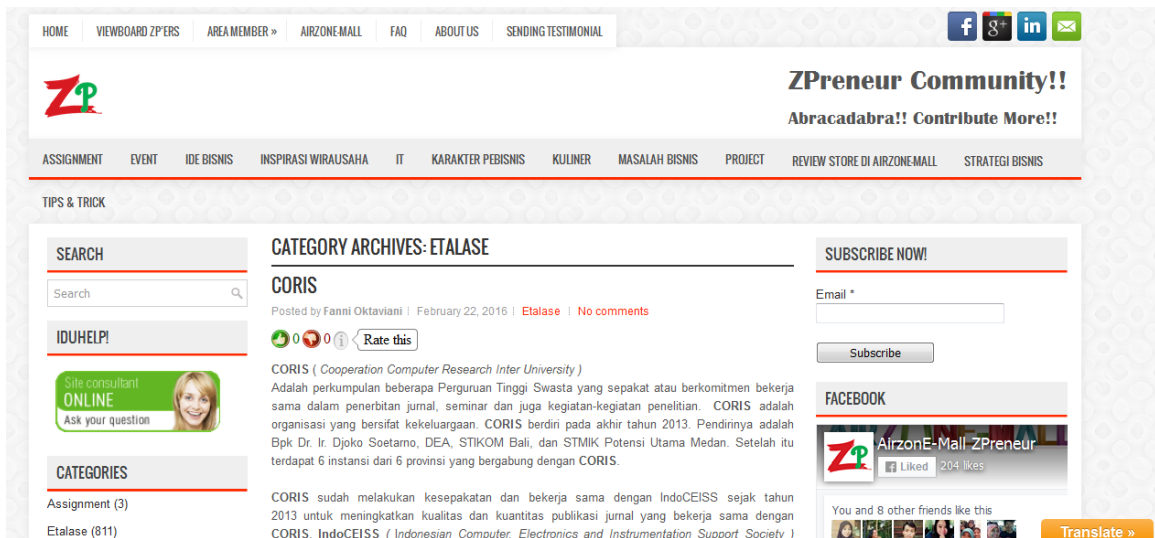 HOME VIEWBOARD ZP'ERS AREA MEMBER » AIRZONE-MALL FAQ ABOUT US SENDING TESTIMONIAL
f g+ in
ZP
ZPreneur Community!!
Abracadabra!! Contribute More!!
ASSIGNMENT EVENT IDE BISNIS INSPIRASI WIRAUSAHA IT KARAKTER PEBISNIS KULINER MASALAH BISNIS PROJECT REVIEW STORE DI AIRZONE-MALL STRATEGI BISNIS
TIPS & TRICK
SEARCH
Search
IDUHELP!
Site consultant
ONLINE
Ask your question
CATEGORIES
Assignment (3)
Etalase (811)
CATEGORY ARCHIVES: ETALASE
CORIS
Posted by Fanni Oktaviani | February 22, 2016 | Etalase | No comments
0 0 i Rate this
CORIS ( Cooperation Computer Research Inter University )
Adalah perkumpulan beberapa Perguruan Tinggi Swasta yang sepakat atau berkomitmen bekerja
sama dalam penerbitan jurnal, seminar dan juga kegiatan-kegiatan penelitian. CORIS adalah
organisasi yang bersifat kekeluargaan. CORIS berdiri pada akhir tahun 2013. Pendirinya adalah
Bpk Dr. Ir. Djoko Soetarno, DEA, STIKOM Bali, dan STMIK Potensi Utama Medan. Setelah itu
terdapat 6 instansi dari 6 provinsi yang bergabung dengan CORIS.
CORIS sudah melakukan kesepakatan dan bekerja sama dengan IndoCEISS sejak tahun
2013 untuk meningkatkan kualitas dan kuantitas publikasi jurnal yang bekerja sama dengan
CORIS. IndoCEISS ( Indonesian Computer, Electronics and Instrumentation Support Society )
SUBSCRIBE NOW!
Email *
Subscribe
FACEBOOK
ZP
AirzonE-Mall ZPreneur
Liked 204 likes
You and 8 other friends like this
Translate »